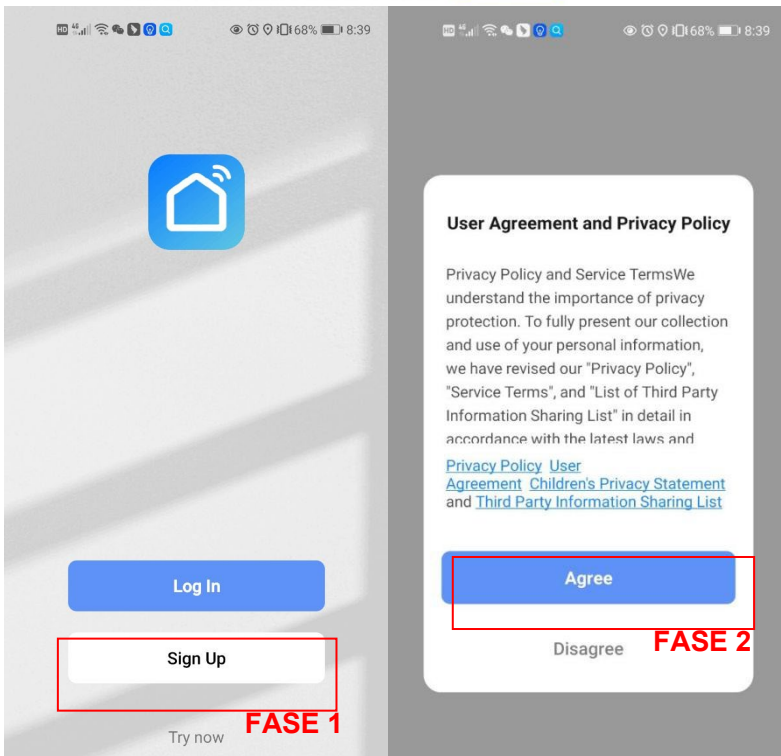 HD 4G 68% 8:39
Log In
Sign Up
FASE 1
Try now
HD 4G 68% 8:39
User Agreement and Privacy Policy
Privacy Policy and Service TermsWe
understand the importance of privacy
protection. To fully present our collection
and use of your personal information,
we have revised our "Privacy Policy",
"Service Terms", and "List of Third Party
Information Sharing List" in detail in
accordance with the latest laws and
Privacy Policy User
Agreement Children's Privacy Statement
and Third Party Information Sharing List
Agree
Disagree
FASE 2